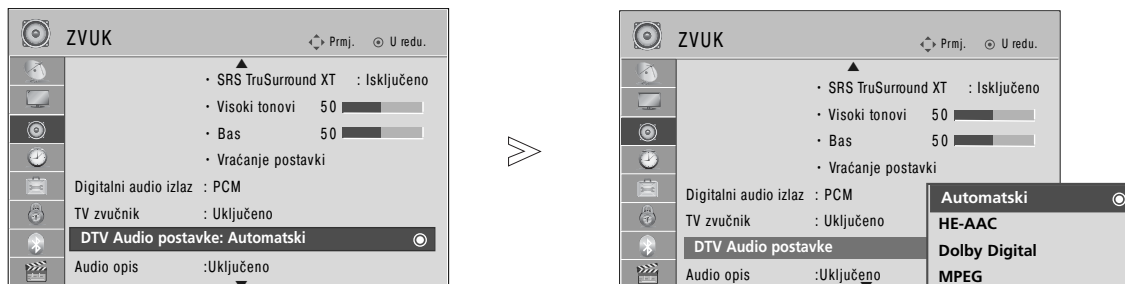 ZVUK
Prmj. U redu.
• SRS TruSurround XT : Isključeno
• Visoki tonovi 50
• Bas 50
• Vraćanje postavki
Digitalni audio izlaz : PCM
TV zvučnik : Uključeno
DTV Audio postavke: Automatski
Audio opis :Uključeno
ZVUK
Prmj. U redu.
• SRS TruSurround XT : Isključeno
• Visoki tonovi 50
• Bas 50
• Vraćanje postavki
Digitalni audio izlaz : PCM
TV zvučnik : Uključeno
DTV Audio postavke
Audio opis :Uključeno
Automatski
HE-AAC
Dolby Digital
MPEG